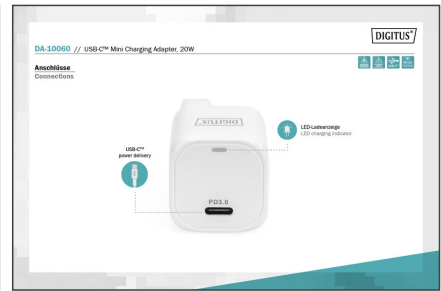 DIGITUS®
DA-10060 // USB-C™ Mini Charging Adapter, 20W
Anschlüsse
Connections
DIGITUS
LED-Ladeanzeige
LED charging indicator
USB-C™
power delivery
PD3.0